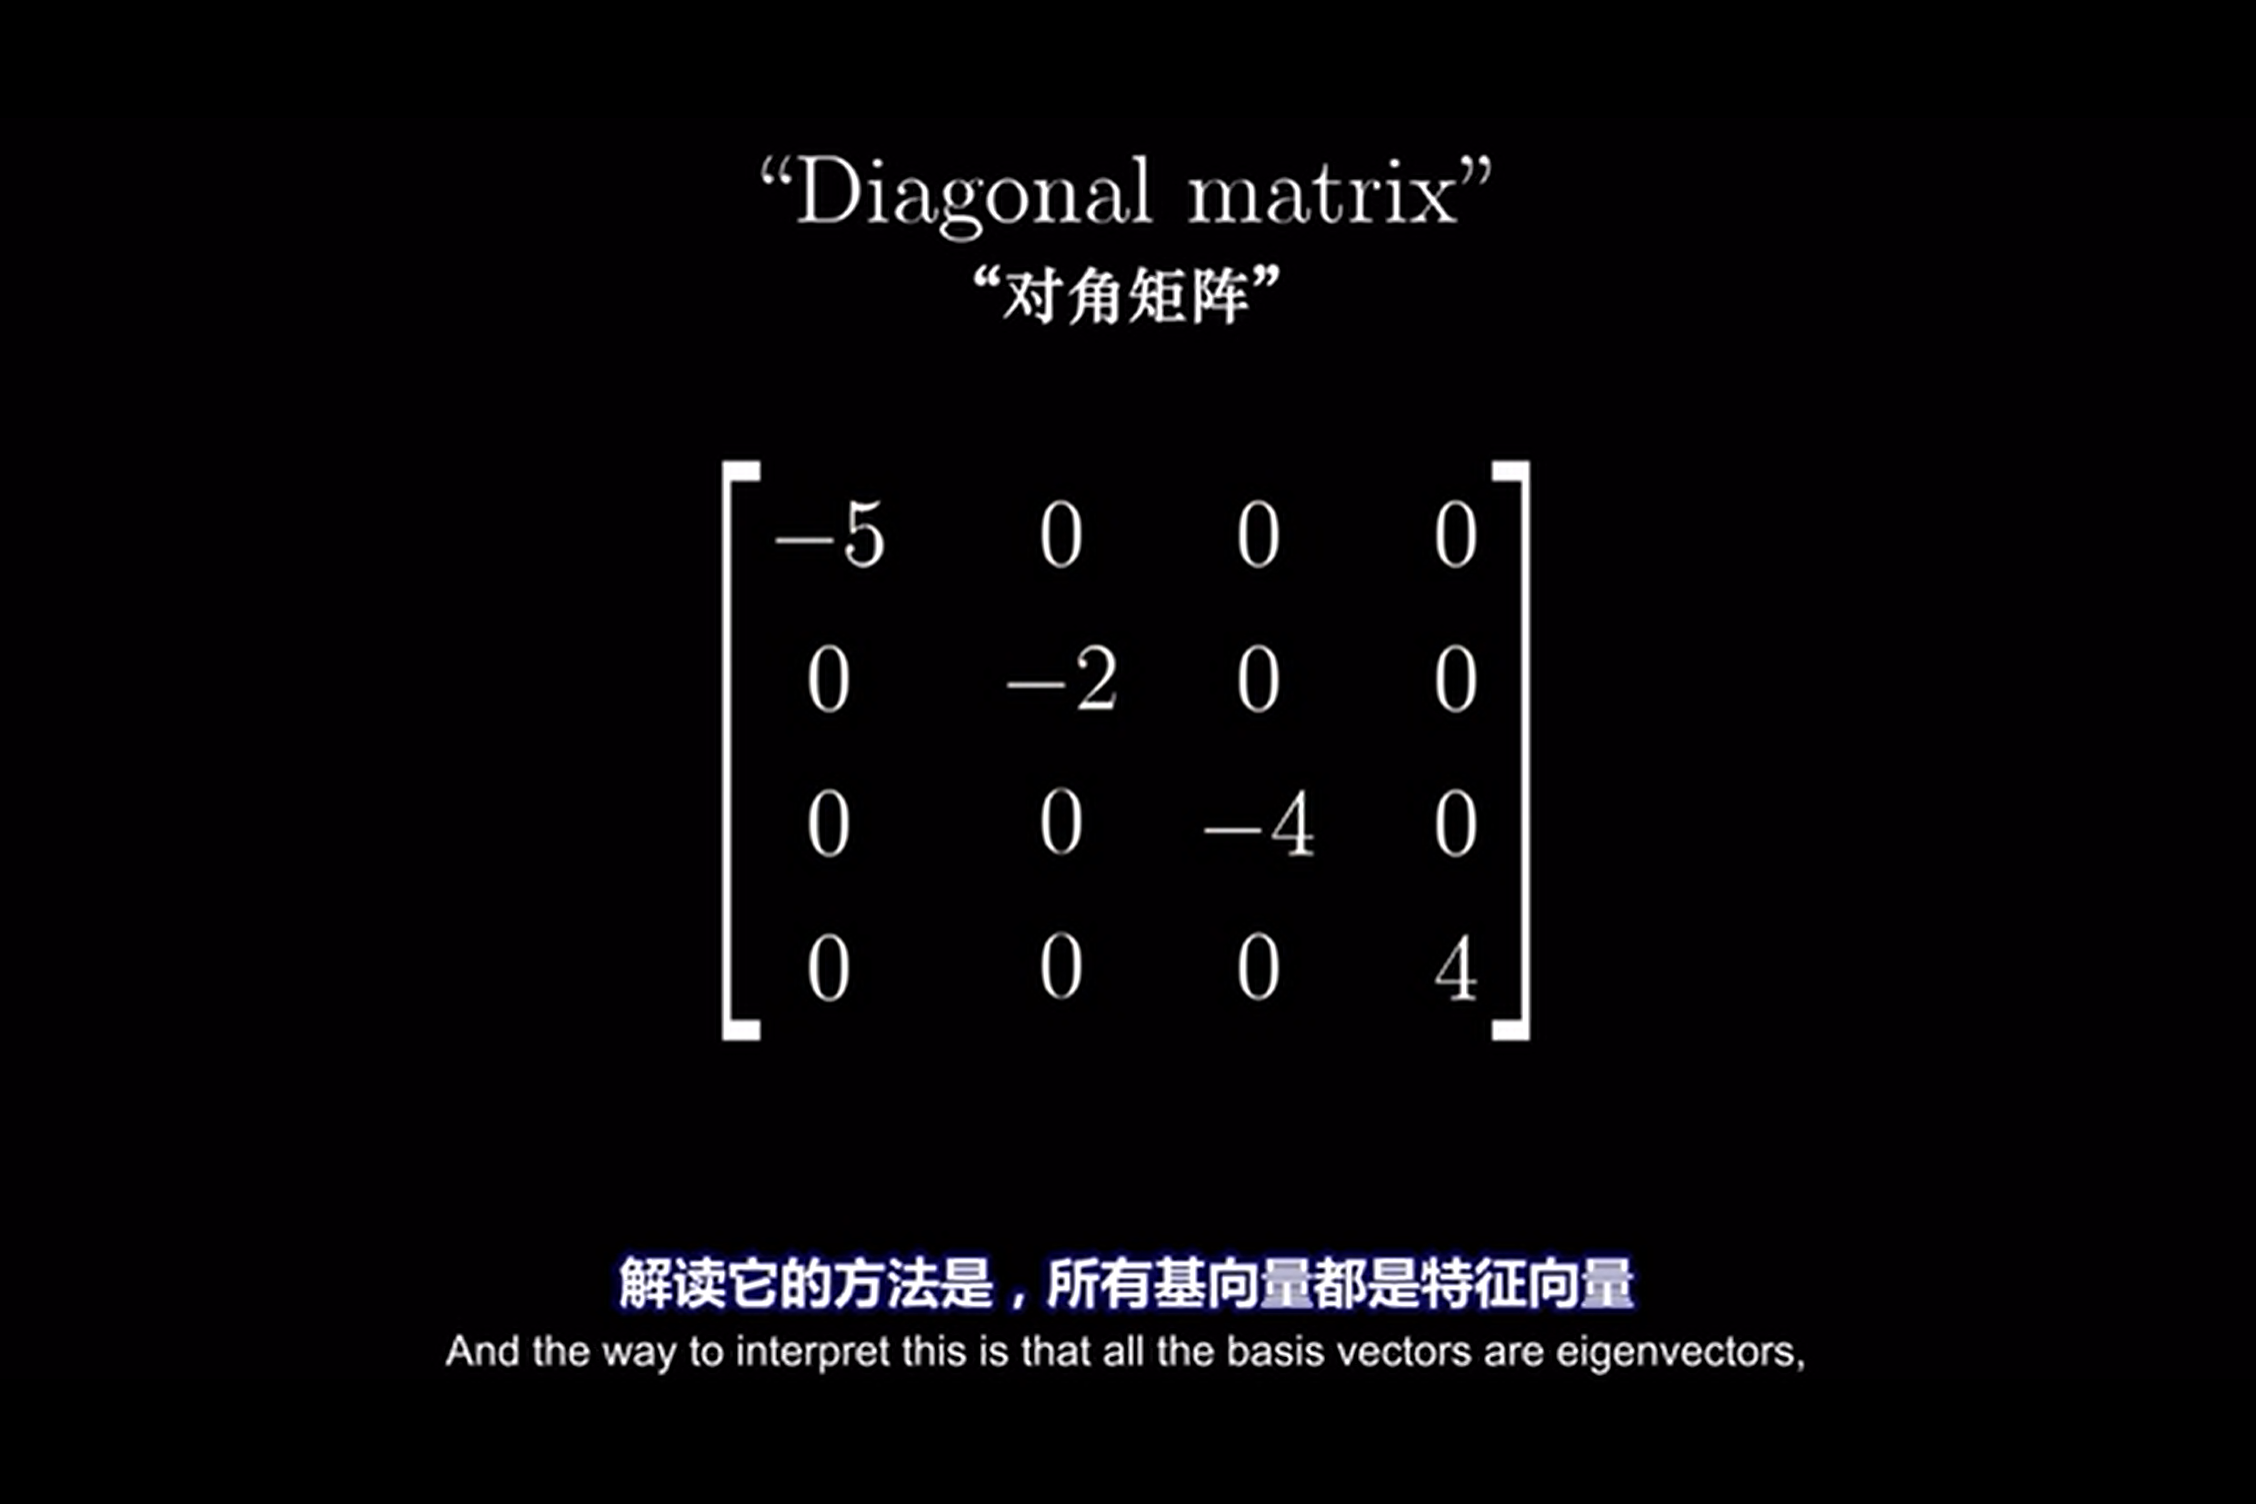 “Diagonal matrix”
“对角矩阵”
−5 0 0 0
0 −2 0 0
0 0 −4 0
0 0 0 4
解读它的方法是，所有基向量都是特征向量
And the way to interpret this is that all the basis vectors are eigenvectors,